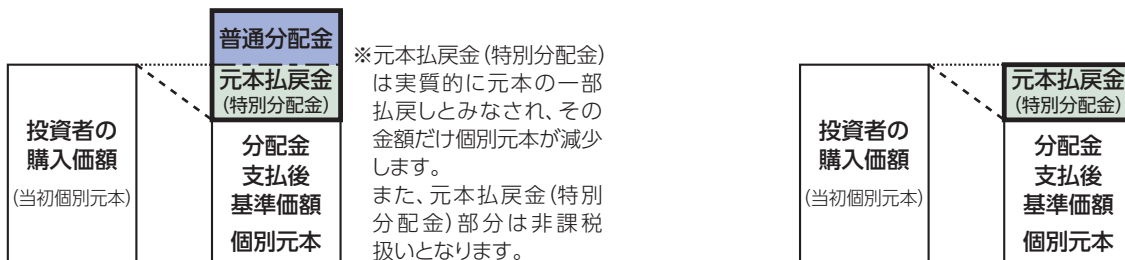 普通分配金
元本払戻金
(特別分配金)
投資者の
購入価額
(当初個別元本)
分配金
支払後
基準価額
個別元本
※元本払戻金(特別分配金)
は実質的に元本の一部
払戻しとみなされ、その
金額だけ個別元本が減少
します。
また、元本払戻金(特別
分配金)部分は非課税
扱いとなります。
投資者の
購入価額
(当初個別元本)
元本払戻金
(特別分配金)
分配金
支払後
基準価額
個別元本